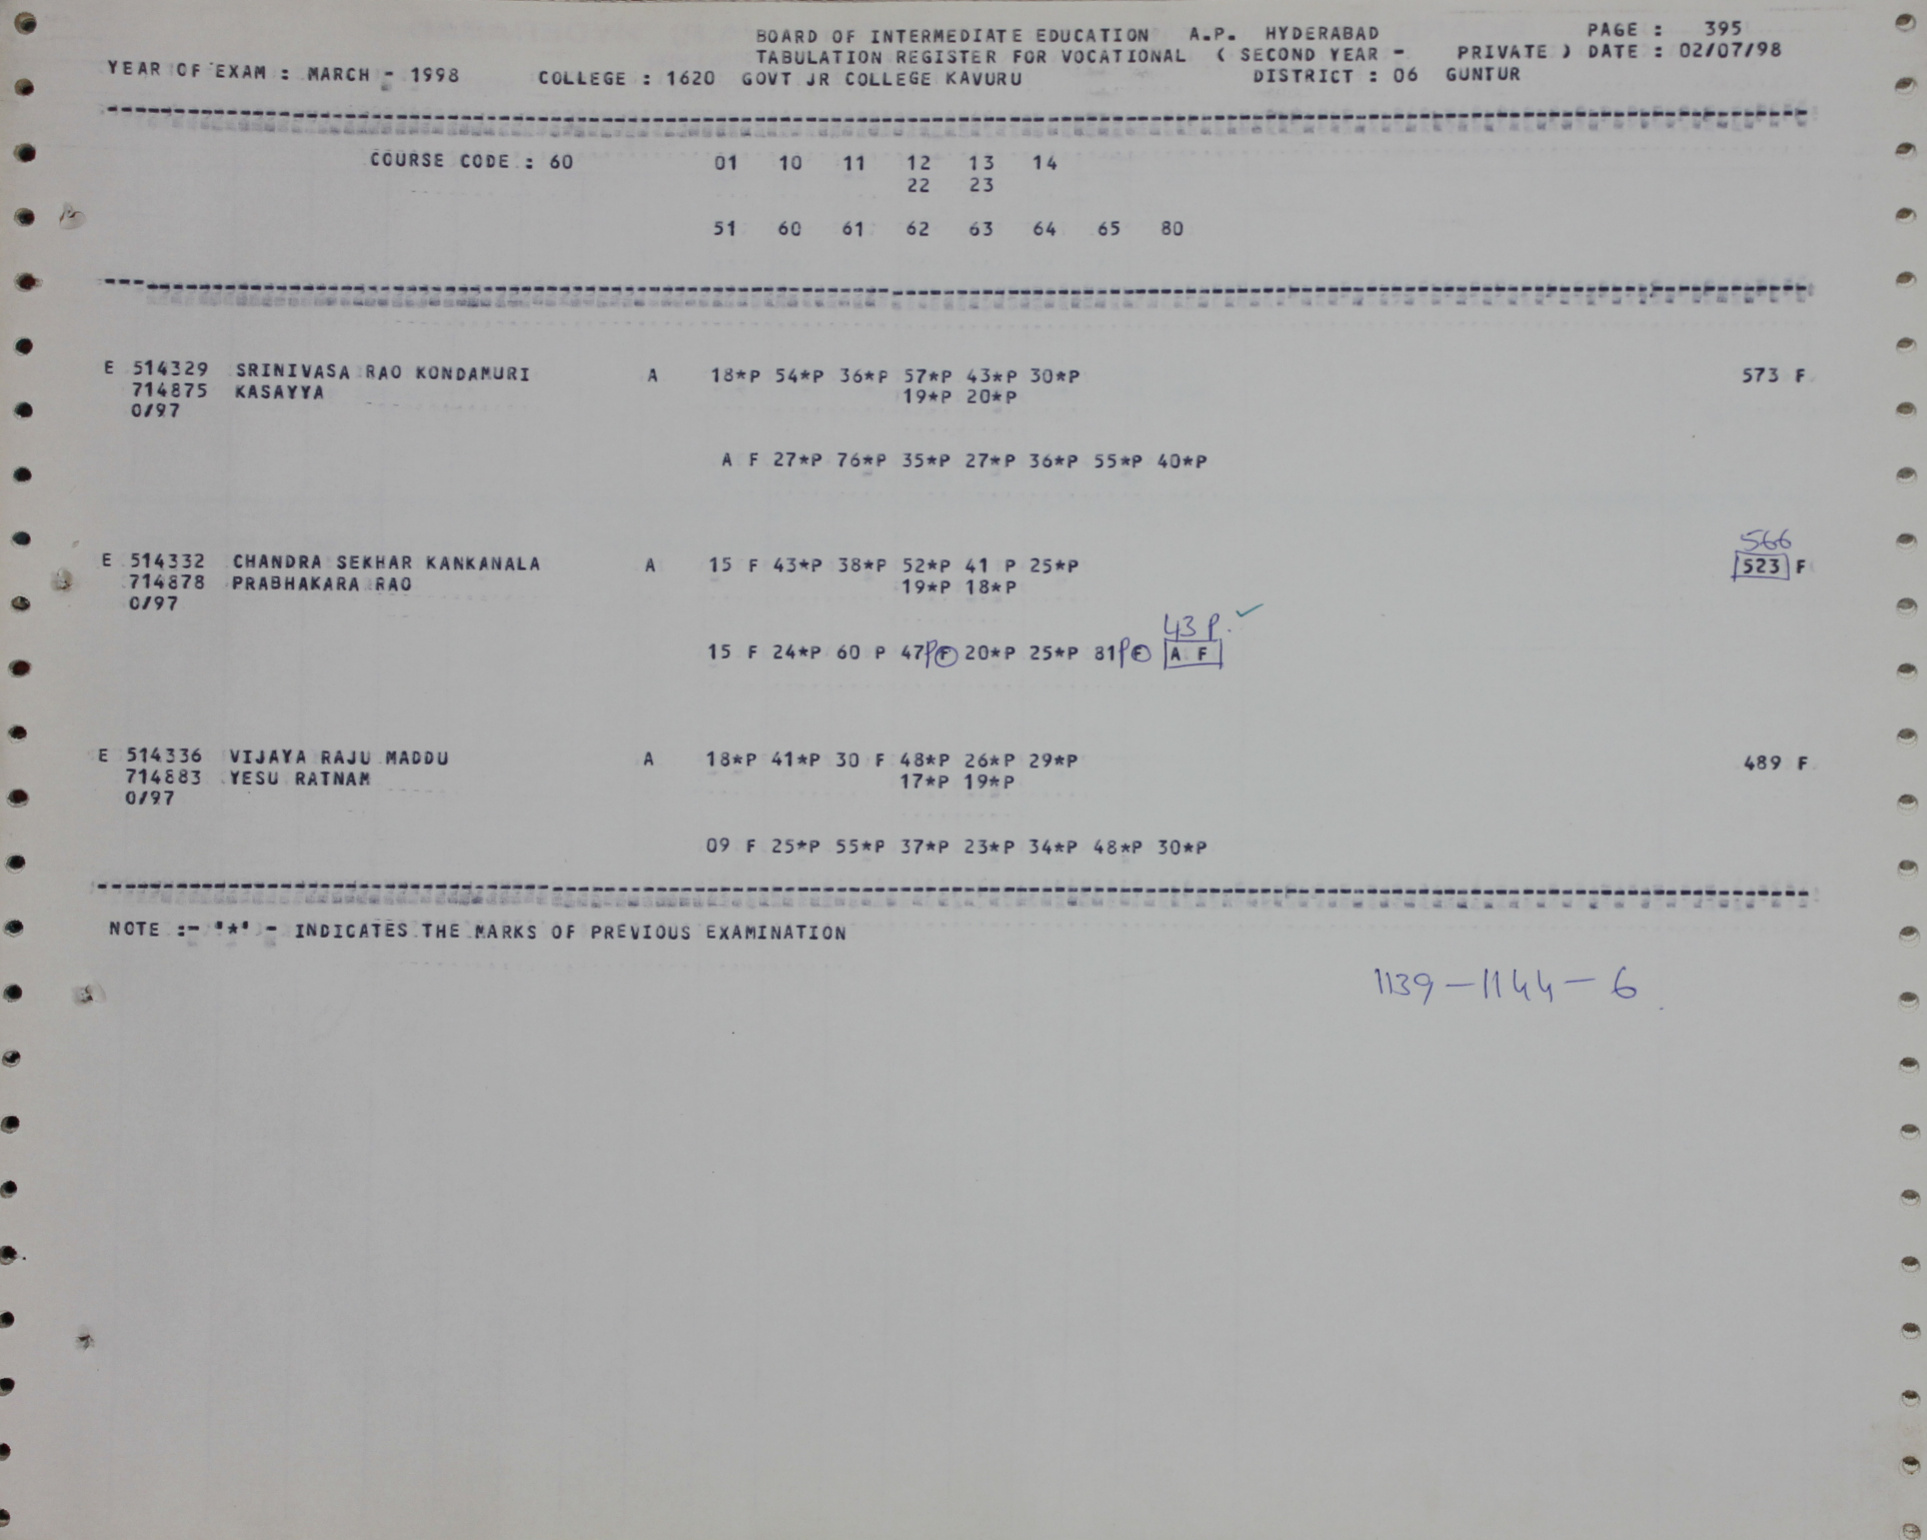 BOARD OF INTERMEDIATE EDUCATION A.P. HYDERABAD PAGE : 395
TABULATION REGISTER FOR VOCATIONAL ( SECOND YEAR - PRIVATE ) DATE : 02/07/98
YEAR OF EXAM : MARCH - 1998 COLLEGE : 1620 GOVT JR COLLEGE KAVURU DISTRICT : 06 GUNTUR
COURSE CODE : 60 01 10 11 12 13 14
22 23
51 60 61 62 63 64 65 80
E 514329 SRINIVASA RAO KONDAMURI A 18*P 54*P 36*P 57*P 43*P 30*P 573 F
714875 KASAYYA 19*P 20*P
0/97
A F 27*P 76*P 35*P 27*P 36*P 55*P 40*P
566
E 514332 CHANDRA SEKHAR KANKANALA A 15 F 43*P 38*P 52*P 41 P 25*P 523 F
714878 PRABHAKARA RAO 19*P 18*P
0/97
43 P.
15 F 24*P 60 P 47 P F 20*P 25*P 81 P F A F
E 514336 VIJAYA RAJU MADDU A 18*P 41*P 30 F 48*P 26*P 29*P 489 F
714883 YESU RATNAM 17*P 19*P
0/97
09 F 25*P 55*P 37*P 23*P 34*P 48*P 30*P
NOTE :- '*' - INDICATES THE MARKS OF PREVIOUS EXAMINATION
1139-1144-6